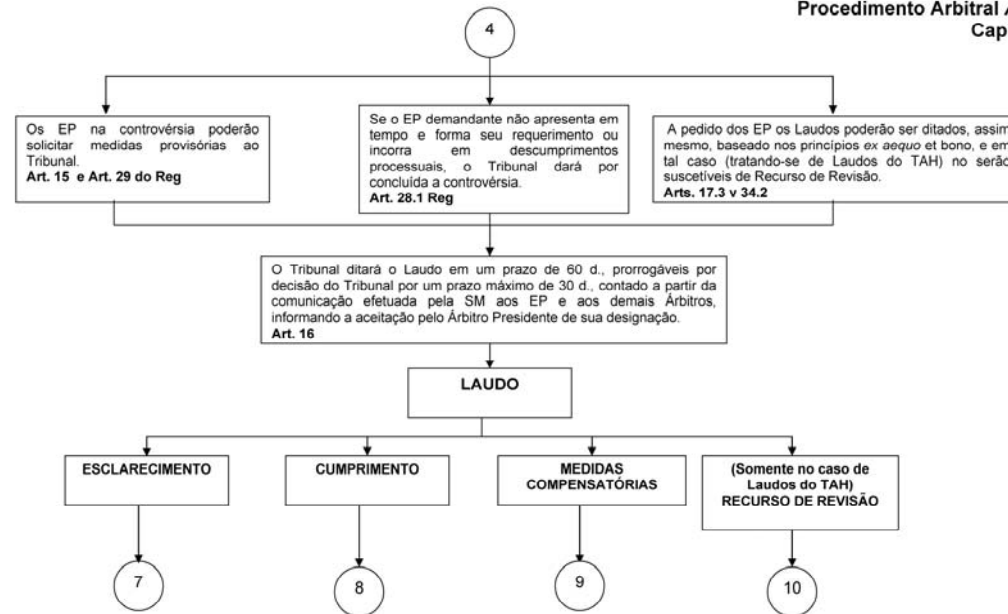 Procedimento Arbitral
Cap
4
Os EP na controvérsia poderão
solicitar medidas provisórias ao
Tribunal.
Art. 15 e Art. 29 do Reg
Se o EP demandante não apresenta em
tempo e forma seu requerimento ou
incorra em descumprimentos
processuais, o Tribunal dará por
concluída a controvérsia.
Art. 28.1 Reg
A pedido dos EP os Laudos poderão ser ditados, assim
mesmo, baseado nos princípios ex aequo et bono, e em
tal caso (tratando-se de Laudos do TAH) no serão
suscetíveis de Recurso de Revisão.
Arts. 17.3 v 34.2
O Tribunal ditará o Laudo em um prazo de 60 d., prorrogáveis por
decisão do Tribunal por um prazo máximo de 30 d., contado a partir da
comunicação efetuada pela SM aos EP e aos demais Árbitros,
informando a aceitação pelo Árbitro Presidente de sua designação.
Art. 16
LAUDO
ESCLARECIMENTO
CUMPRIMENTO
MEDIDAS
COMPENSATÓRIAS
(Somente no caso de
Laudos do TAH)
RECURSO DE REVISÃO
7
8
9
10